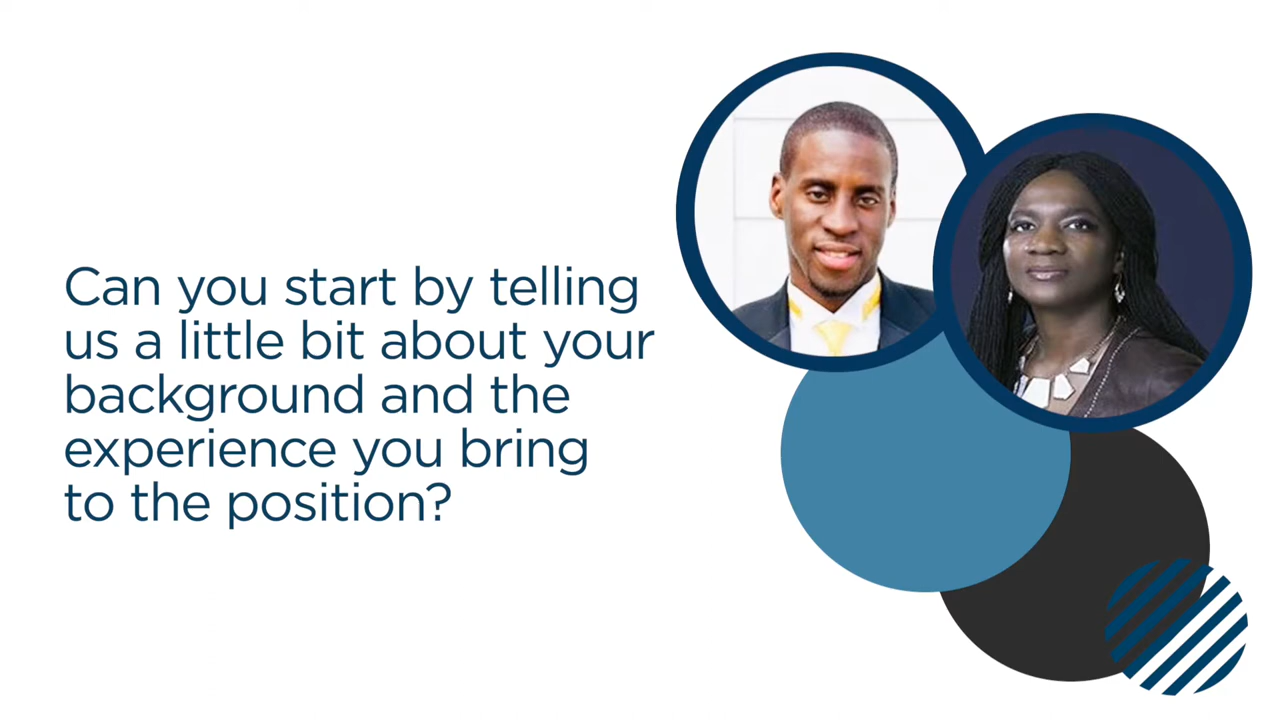 Can you start by telling
us a little bit about your
background and the
experience you bring
to the position?